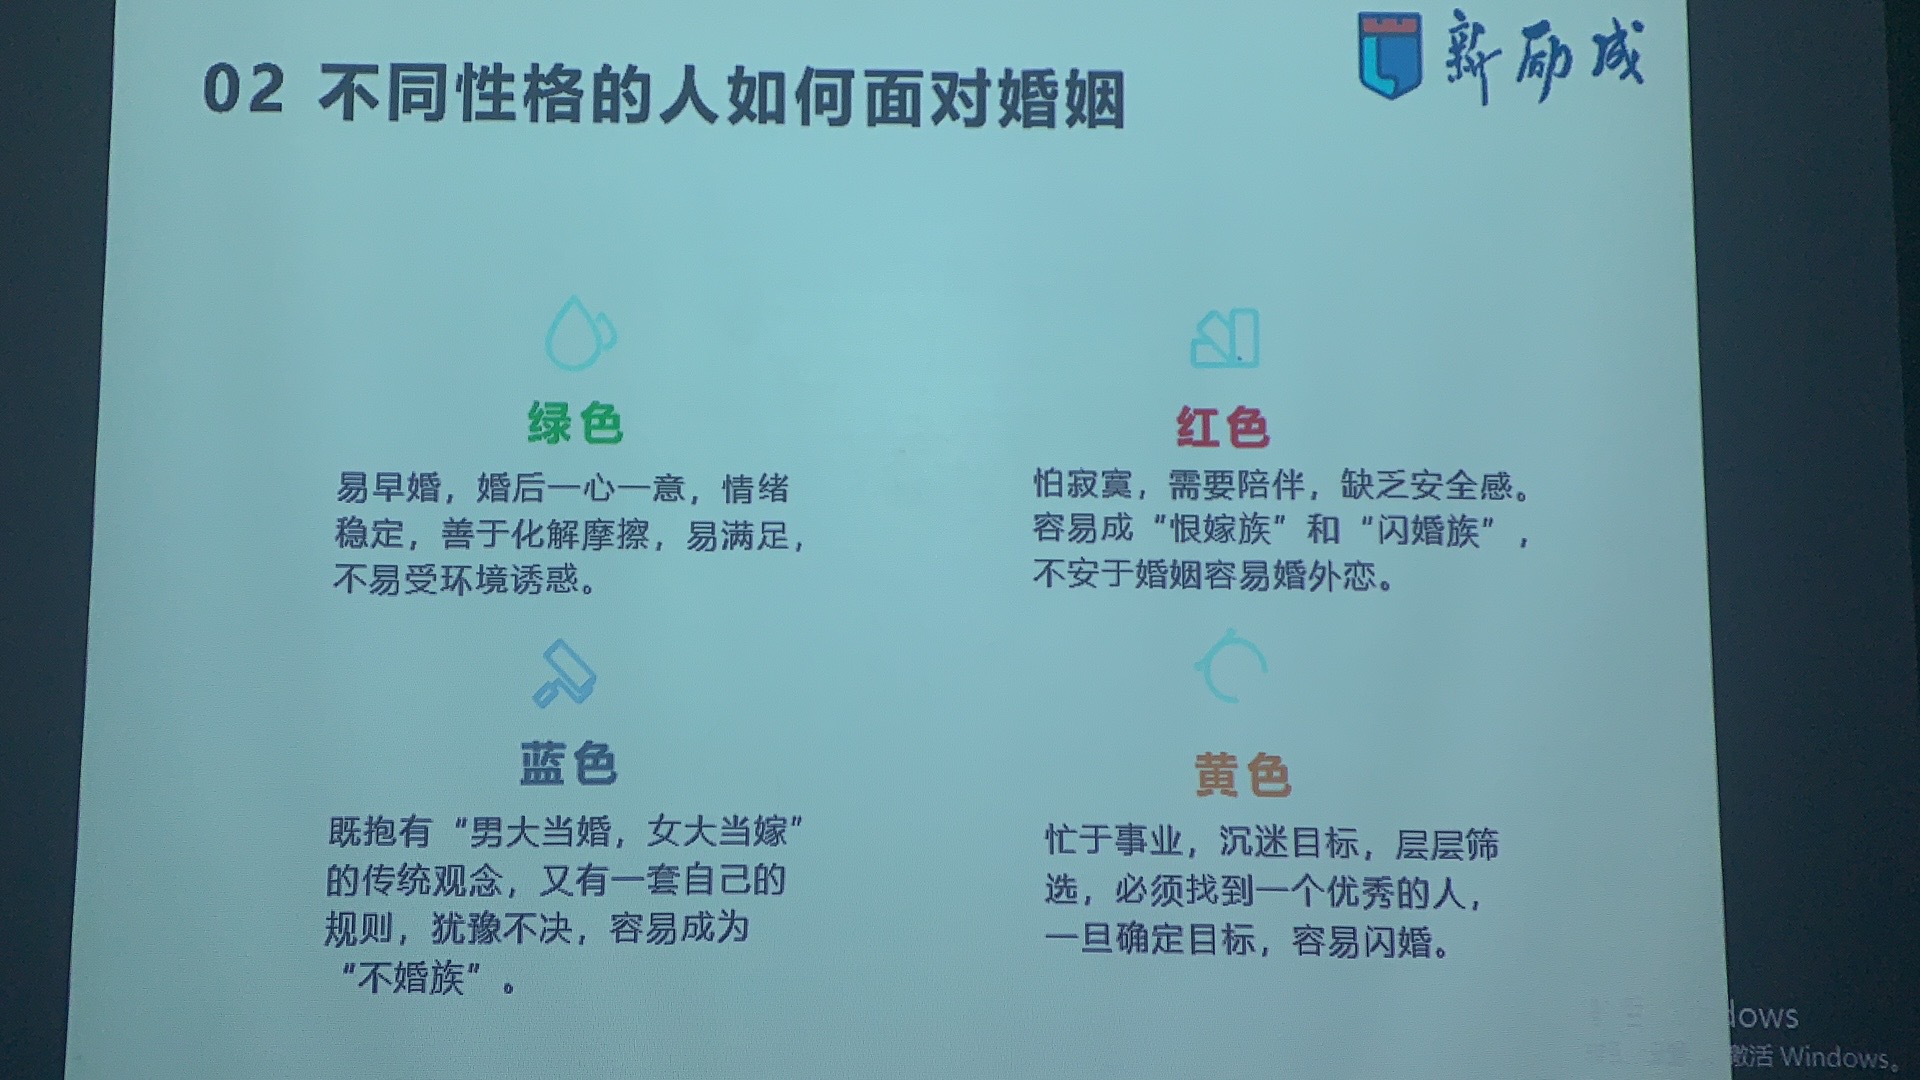 新励成
02 不同性格的人如何面对婚姻
绿色
易早婚，婚后一心一意，情绪
稳定，善于化解摩擦，易满足，
不易受环境诱惑。
红色
怕寂寞，需要陪伴，缺乏安全感。
容易成“恨嫁族”和“闪婚族”，
不安于婚姻容易婚外恋。
蓝色
既抱有“男大当婚，女大当嫁”
的传统观念，又有一套自己的
规则，犹豫不决，容易成为
“不婚族”。
黄色
忙于事业，沉迷目标，层层筛
选，必须找到一个优秀的人，
一旦确定目标，容易闪婚。
dows
激活 Windows。